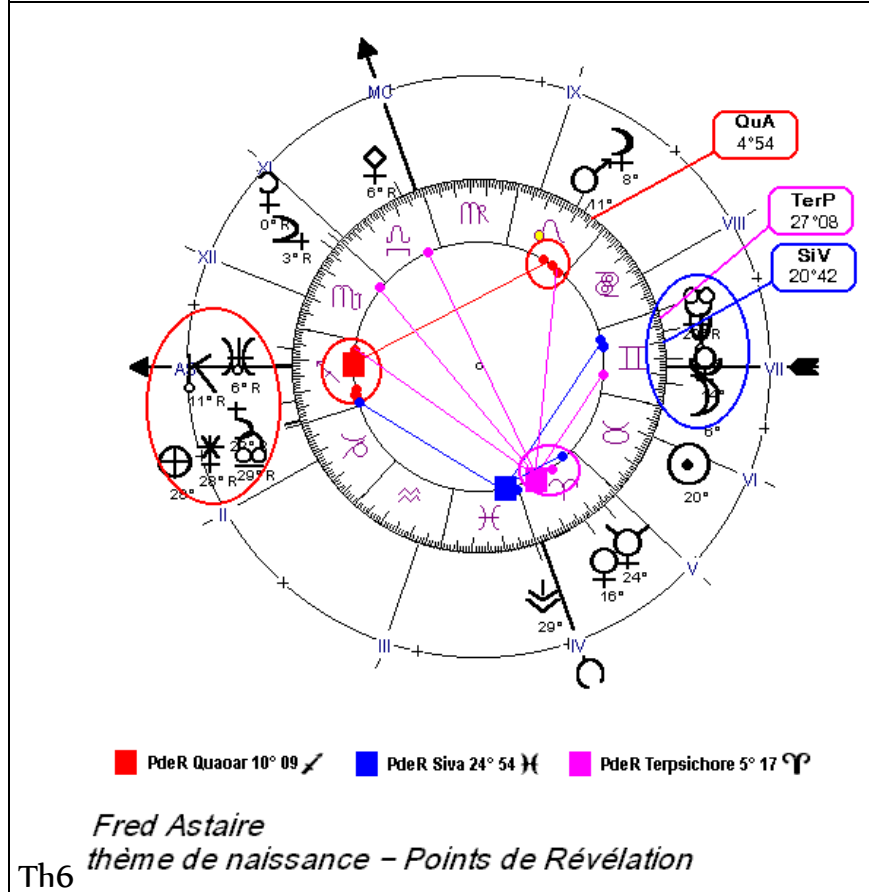 MC
IX
QuA
4°54
XI
6° R
8°
11°
0° R
3° R
TerP
27°08
VIII
XII
SiV
20°42
AS
6° R
11° R
VII
6°
28°
28° R
29° R
II
VI
20°
24°
16°
V
29°
III
IV
PdeR Quaoar 10° 09 ♐ PdeR Siva 24° 54 ♓ PdeR Terpsichore 5° 17 ♈
Fred Astaire
thème de naissance – Points de Révélation
Th6